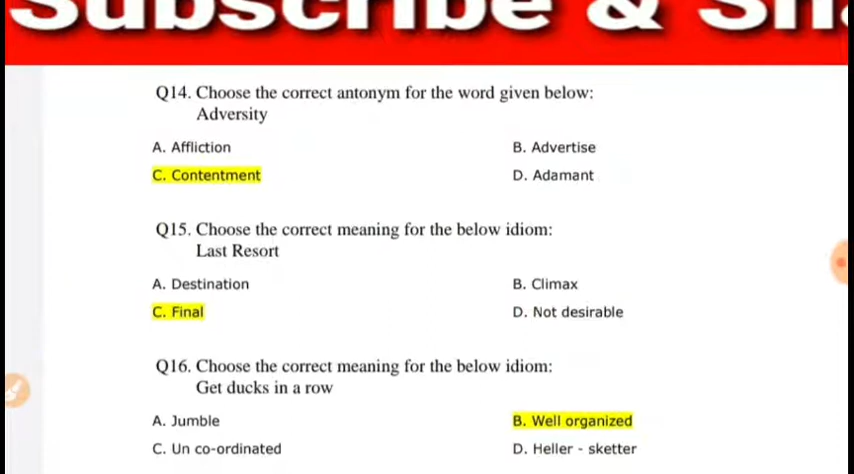 Subscribe & Sh
Q14. Choose the correct antonym for the word given below:
Adversity
A. Affliction
B. Advertise
C. Contentment
D. Adamant
Q15. Choose the correct meaning for the below idiom:
Last Resort
A. Destination
B. Climax
C. Final
D. Not desirable
Q16. Choose the correct meaning for the below idiom:
Get ducks in a row
A. Jumble
B. Well organized
C. Un co-ordinated
D. Heller - sketter